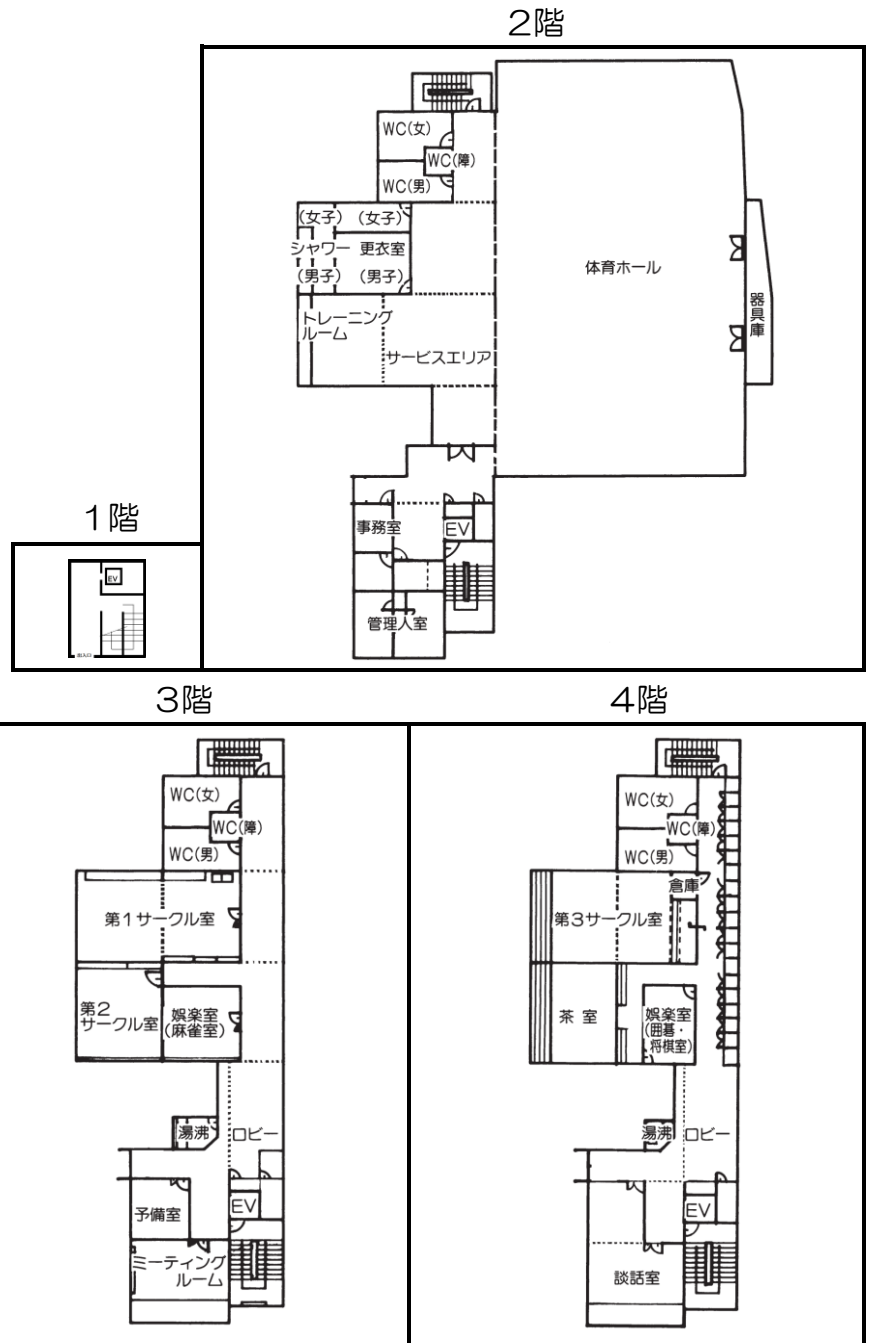 2階
WC(女)
WC(障)
WC(男)
(女子)
(女子)
シャワー
更衣室
(男子)
(男子)
体育ホール
器具庫
トレーニング
ルーム
サービスエリア
事務室
EV
管理人室
1階
EV
出入口
3階
WC(女)
WC(障)
WC(男)
第1サークル室
第2
サークル室
娯楽室
(麻雀室)
湯沸
ロビー
予備室
EV
ミーティング
ルーム
4階
WC(女)
WC(障)
WC(男)
倉庫
第3サークル室
茶室
娯楽室
(囲碁・
将棋室)
湯沸
ロビー
EV
談話室